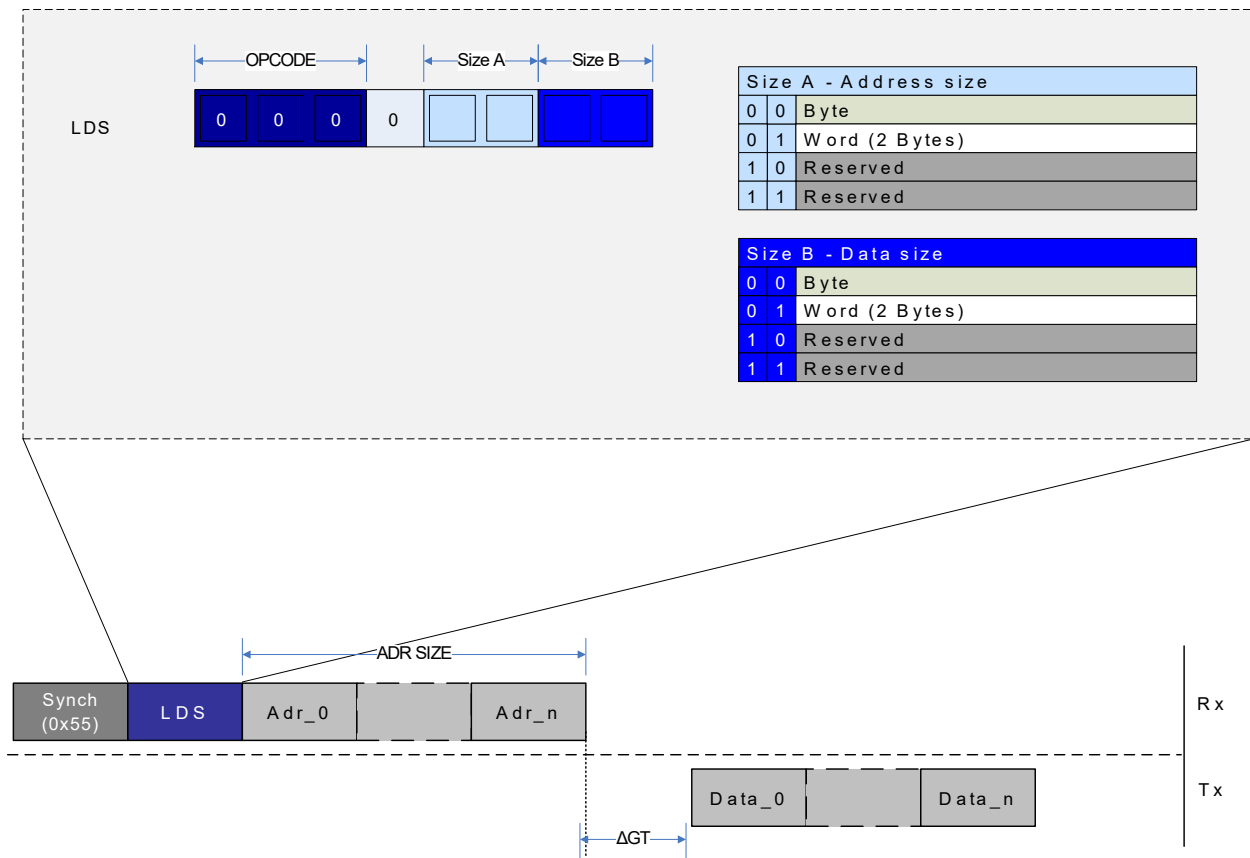 OPCODE Size A Size B
LDS 0 0 0 0
Size A - Address size
0 0 Byte
0 1 Word (2 Bytes)
1 0 Reserved
1 1 Reserved
Size B - Data size
0 0 Byte
0 1 Word (2 Bytes)
1 0 Reserved
1 1 Reserved
ADR SIZE
Synch
(0x55)
LDS Adr_0 Adr_n Rx
Data_0 Data_n Tx
ΔGT